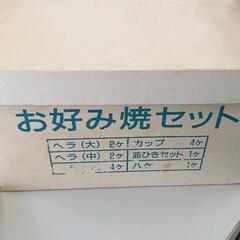 お好み焼セット
ヘラ(大) 2ケ カップ 4ケ
ヘラ(中) 2ケ 油ひきセット 1ケ
4ケ ハケ 1ケ